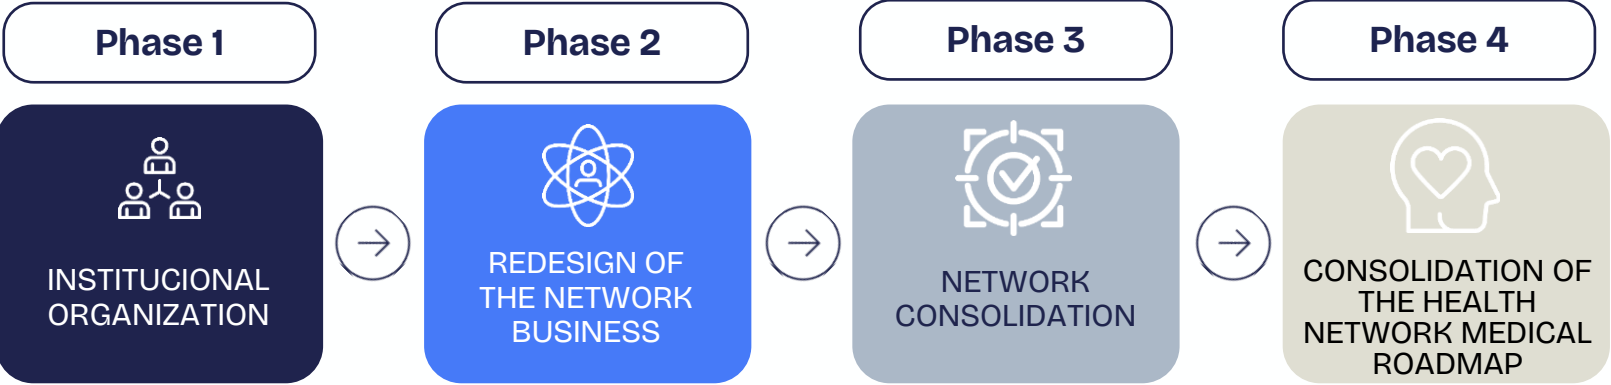 Phase 1
Phase 2
Phase 3
Phase 4
INSTITUCIONAL
ORGANIZATION
REDESIGN OF
THE NETWORK
BUSINESS
NETWORK
CONSOLIDATION
CONSOLIDATION OF
THE HEALTH
NETWORK MEDICAL
ROADMAP